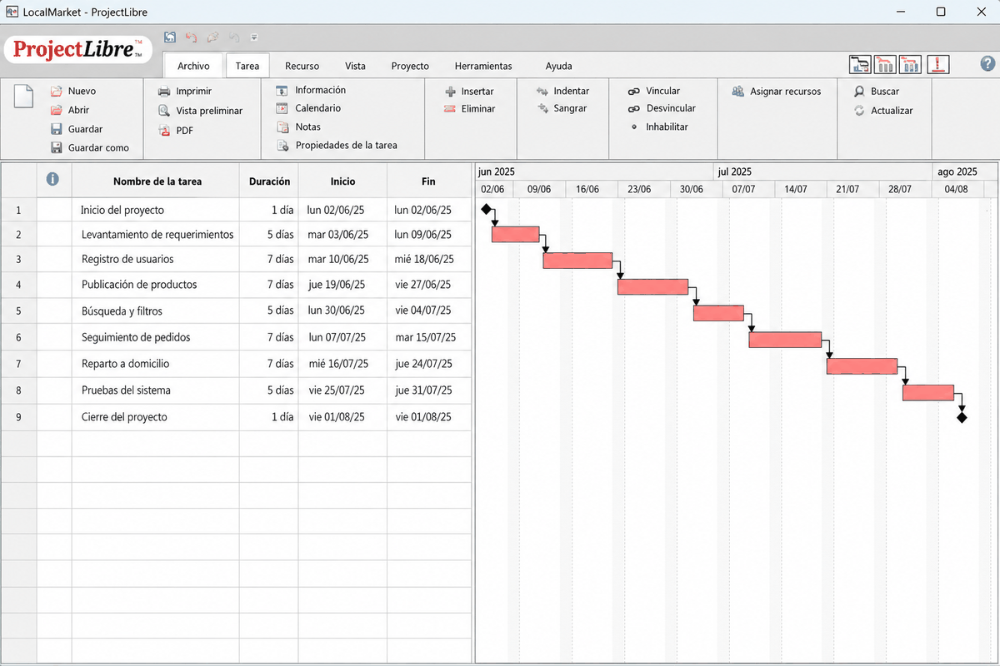 LocalMarket - ProjectLibre
ProjectLibre™ ™
Archivo Tarea Recurso Vista Proyecto Herramientas Ayuda
Nuevo
Abrir
Guardar
Guardar como
Imprimir
Vista preliminar
PDF
Información
Calendario
Notas
Propiedades de la tarea
Insertar
Eliminar
Indentar
Sangrar
Vincular
Desvincular
Inhabilitar
Asignar recursos
Buscar
Actualizar
Nombre de la tarea Duración Inicio Fin
jun 2025 jul 2025 ago 2025
02/06 09/06 16/06 23/06 30/06 07/07 14/07 21/07 28/07 04/08
1 Inicio del proyecto 1 día lun 02/06/25 lun 02/06/25
2 Levantamiento de requerimientos 5 días mar 03/06/25 lun 09/06/25
3 Registro de usuarios 7 días mar 10/06/25 mié 18/06/25
4 Publicación de productos 7 días jue 19/06/25 vie 27/06/25
5 Búsqueda y filtros 5 días lun 30/06/25 vie 04/07/25
6 Seguimiento de pedidos 7 días lun 07/07/25 mar 15/07/25
7 Reparto a domicilio 7 días mié 16/07/25 jue 24/07/25
8 Pruebas del sistema 5 días vie 25/07/25 jue 31/07/25
9 Cierre del proyecto 1 día vie 01/08/25 vie 01/08/25